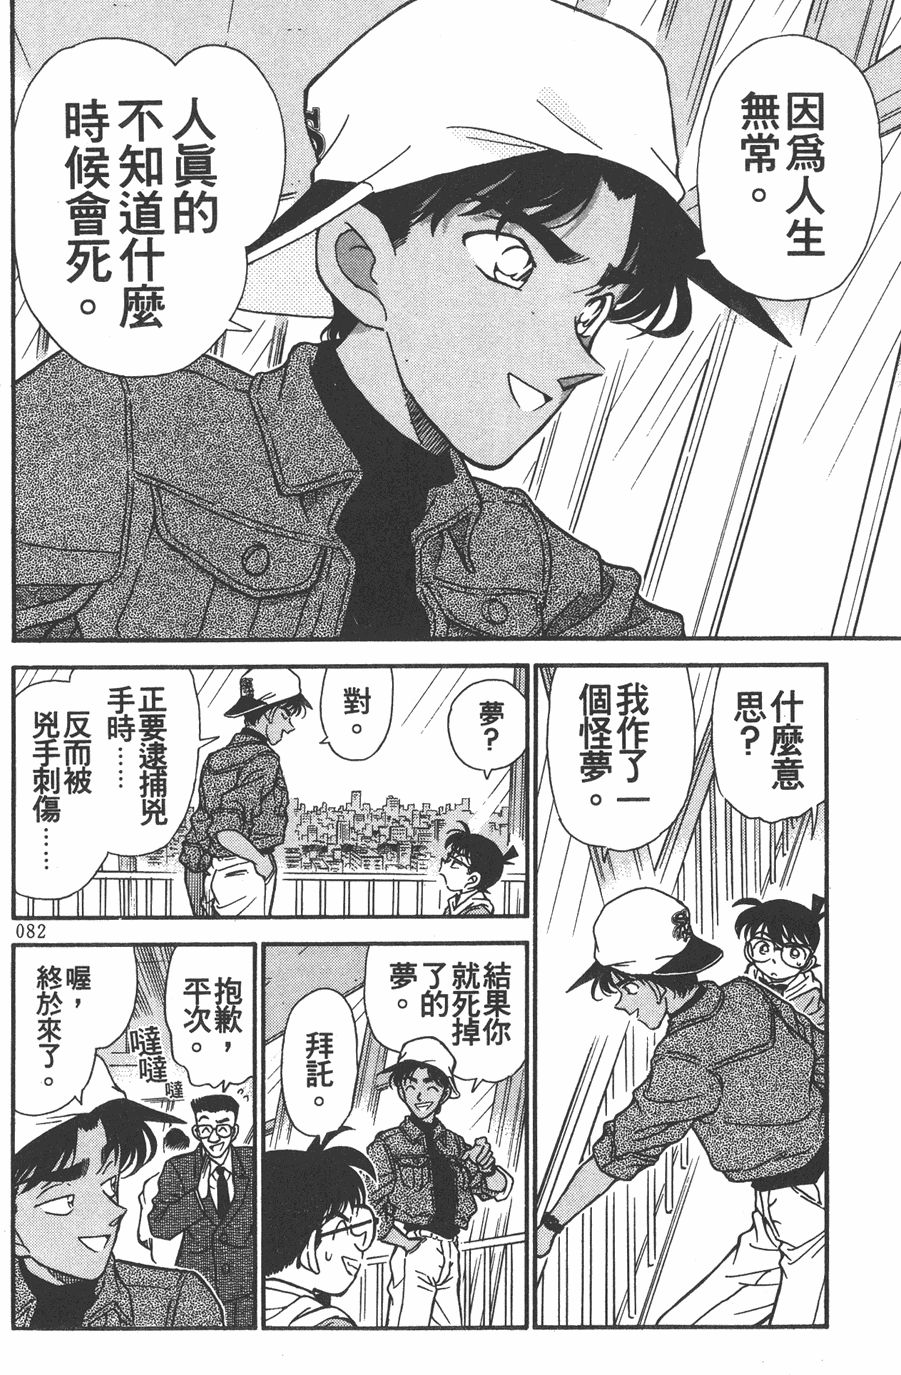 因為人生
無常。
人眞的
不知道什麼
時候會死。
什麼意
思？
我作了一
個怪夢。
夢？
對。
正要逮捕兇
手時……
反而被
兇手刺傷……
結果你
就死掉
了的
夢。
拜託。
抱歉，
平次。
噠噠噠
喔，
終於來了。
082